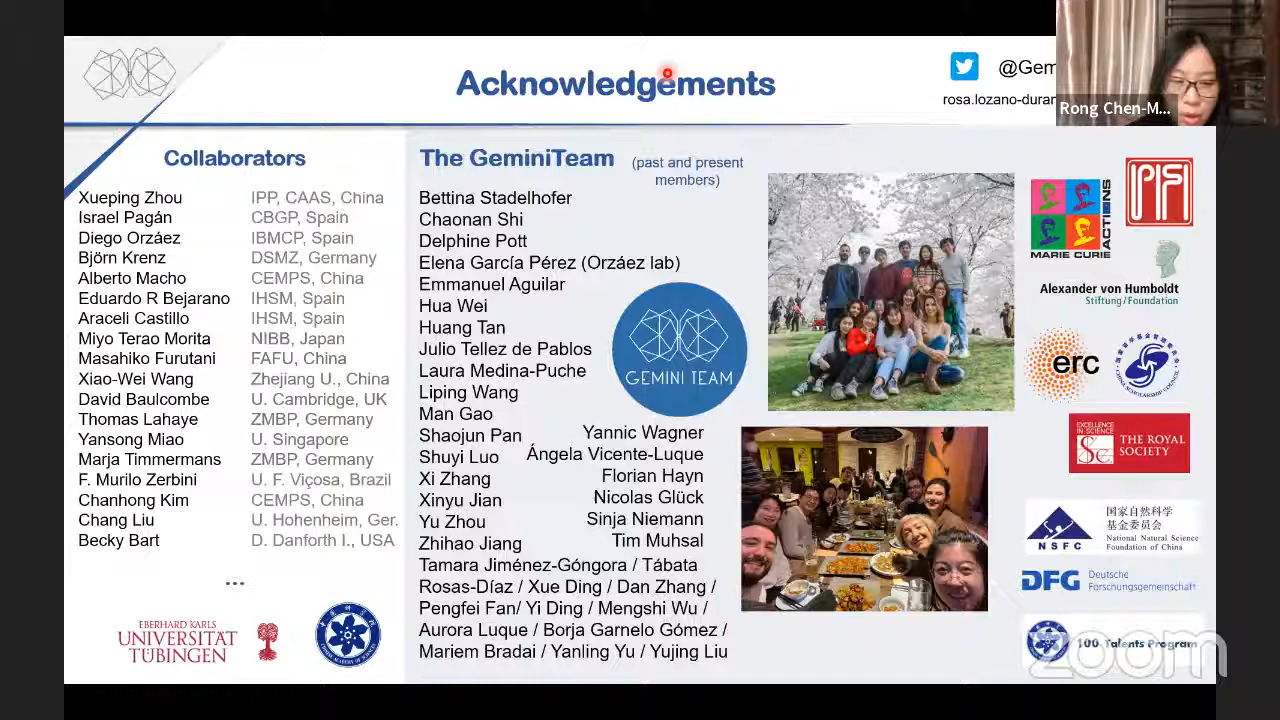 Acknowledgements
@Gem
rosa.lozano-duran
Rong Chen-M...
Collaborators
Xueping Zhou IPP, CAAS, China
Israel Pagán CBGP, Spain
Diego Orzáez IBMCP, Spain
Björn Krenz DSMZ, Germany
Alberto Macho CEMPS, China
Eduardo R Bejarano IHSM, Spain
Araceli Castillo IHSM, Spain
Miyo Terao Morita NIBB, Japan
Masahiko Furutani FAFU, China
Xiao-Wei Wang Zhejiang U., China
David Baulcombe U. Cambridge, UK
Thomas Lahaye ZMBP, Germany
Yansong Miao U. Singapore
Marja Timmermans ZMBP, Germany
F. Murilo Zerbini U. F. Viçosa, Brazil
Chanhong Kim CEMPS, China
Chang Liu U. Hohenheim, Ger.
Becky Bart D. Danforth I., USA
...
EBERHARD KARLS
UNIVERSITÄT
TÜBINGEN
The GeminiTeam (past and present
members)
Bettina Stadelhofer
Chaonan Shi
Delphine Pott
Elena García Pérez (Orzáez lab)
Emmanuel Aguilar
Hua Wei
Huang Tan
Julio Tellez de Pablos
Laura Medina-Puche
Liping Wang
Man Gao
Shaojun Pan
Shuyi Luo
Xi Zhang
Xinyu Jian
Yu Zhou
Zhihao Jiang
Yannic Wagner
Ángela Vicente-Luque
Florian Hayn
Nicolas Glück
Sinja Niemann
Tim Muhsal
Tamara Jiménez-Góngora / Tábata
Rosas-Díaz / Xue Ding / Dan Zhang /
Pengfei Fan/ Yi Ding / Mengshi Wu /
Aurora Luque / Borja Garnelo Gómez /
Mariem Bradai / Yanling Yu / Yujing Liu
GEMINI TEAM
MARIE CURIE
ACTIONS
PIFI
Alexander von Humboldt
Stiftung/Foundation
erc
CHINA SCHOLARSHIP COUNCIL
EXCELLENCE
IN SCIENCE
THE ROYAL
SOCIETY
NSFC
国家自然科学
基金委员会
National Natural Science
Foundation of China
DFG Deutsche
Forschungsgemeinschaft
100 Talents Program
zoom